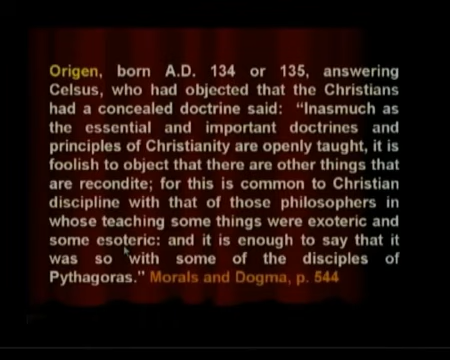 Origen, born A.D. 134 or 135, answering
Celsus, who had objected that the Christians
had a concealed doctrine said: “Inasmuch as
the essential and important doctrines and
principles of Christianity are openly taught, it is
foolish to object that there are other things that
are recondite; for this is common to Christian
discipline with that of those philosophers in
whose teaching some things were exoteric and
some esoteric: and it is enough to say that it
was so with some of the disciples of
Pythagoras.” Morals and Dogma, p. 544